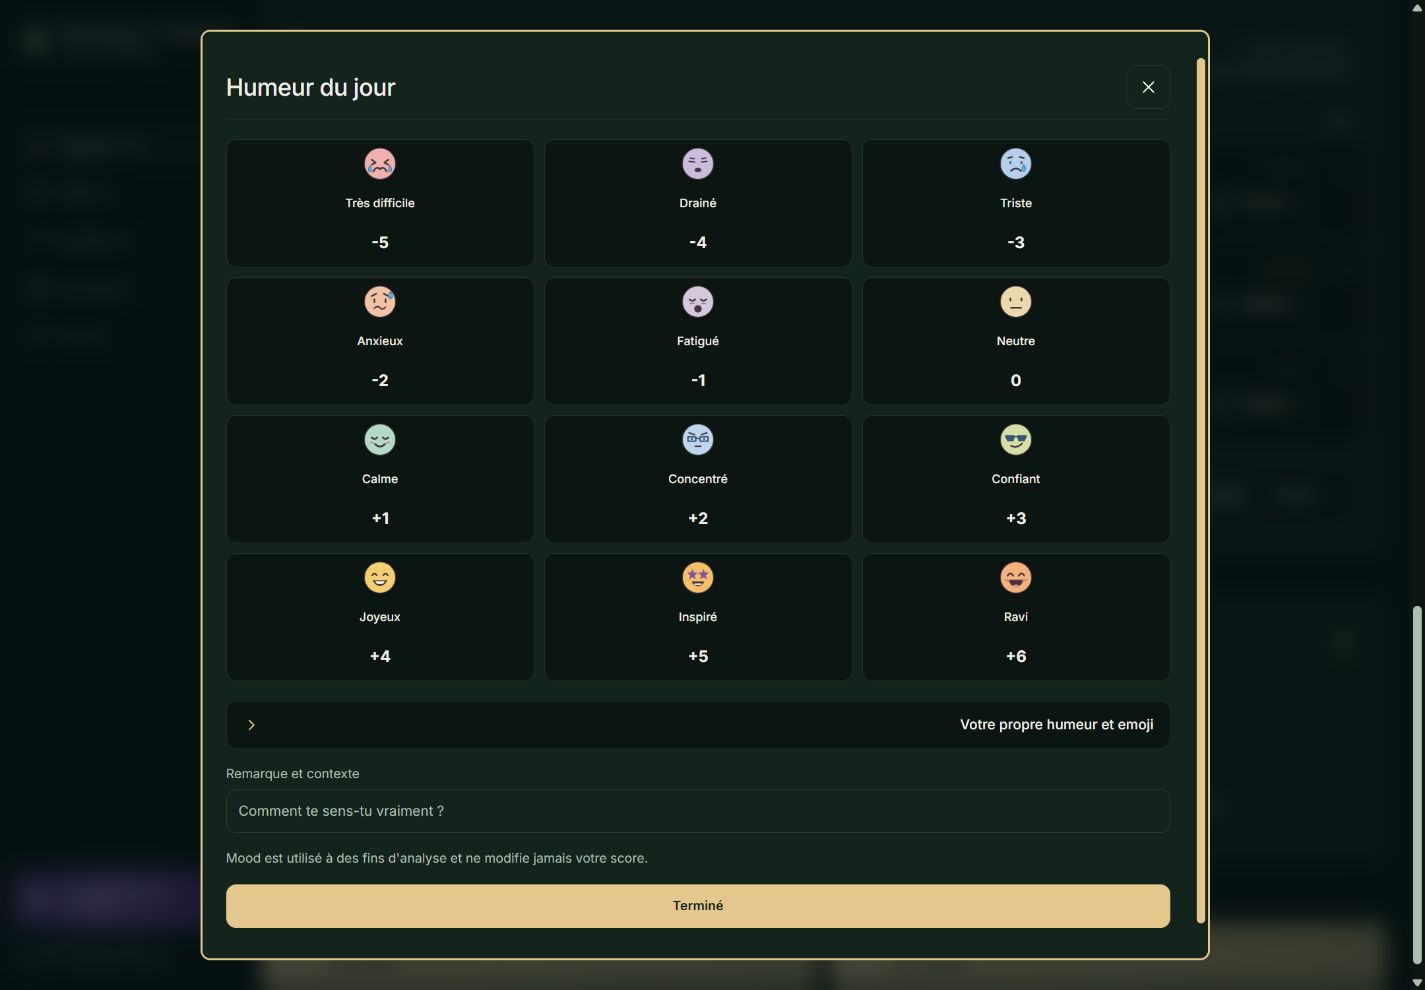 Humeur du jour
Très difficile
-5
Drainé
-4
Triste
-3
Anxieux
-2
Fatigué
-1
Neutre
0
Calme
+1
Concentré
+2
Confiant
+3
Joyeux
+4
Inspiré
+5
Ravi
+6
Votre propre humeur et emoji
Remarque et contexte
Comment te sens-tu vraiment ?
Mood est utilisé à des fins d'analyse et ne modifie jamais votre score.
Terminé